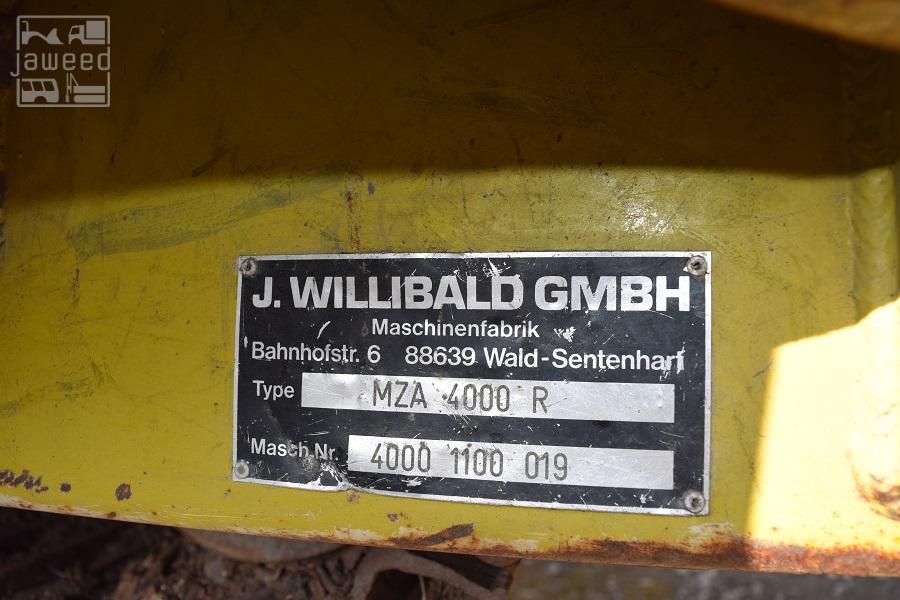 jaweed
J. WILLIBALD GMBH
Maschinenfabrik
Bahnhofstr. 6 88639 Wald-Sentenhart
Type MZA 4000 R
Masch Nr. 4000 1100 019